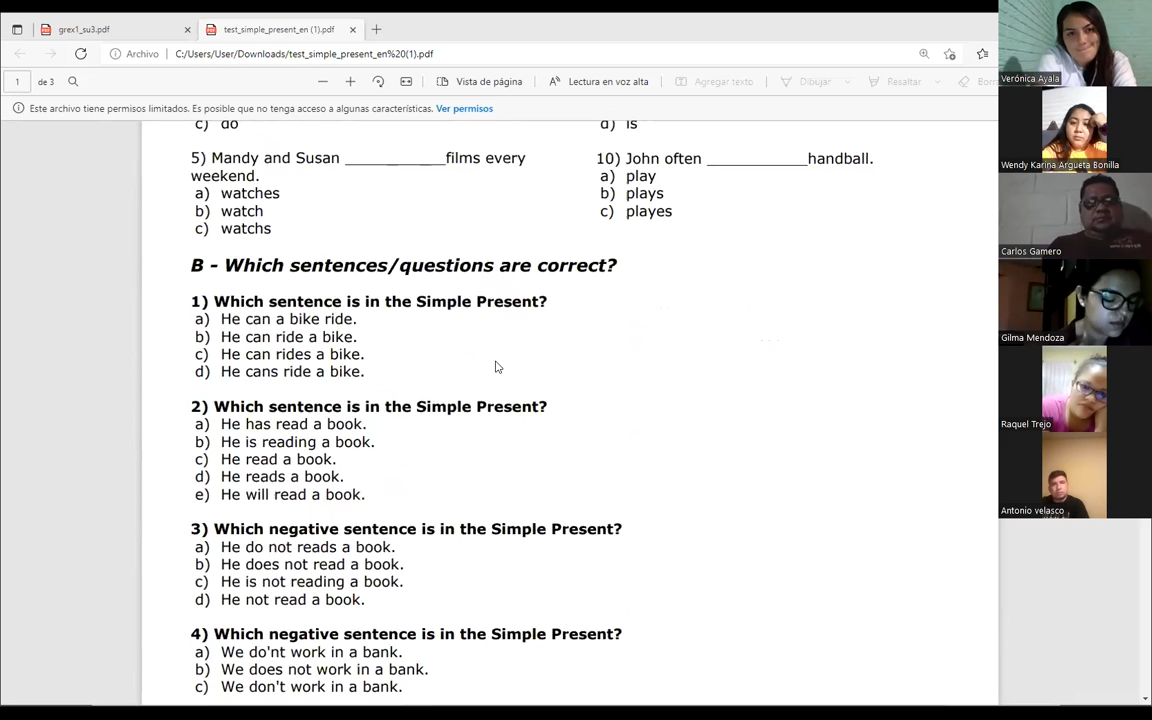 grex1_su3.pdf
test_simple_present_en (1).pdf
Archivo
C:/Users/User/Downloads/test_simple_present_en%20(1).pdf
1
de 3
Vista de página
Lectura en voz alta
Agregar texto
Dibujar
Resaltar
Este archivo tiene permisos limitados. Es posible que no tenga acceso a algunas características. Ver permisos
c) do
5) Mandy and Susan ___________films every
weekend.
a) watches
b) watch
c) watchs
d) is
10) John often ___________handball.
a) play
b) plays
c) playes
B - Which sentences/questions are correct?
1) Which sentence is in the Simple Present?
a) He can a bike ride.
b) He can ride a bike.
c) He can rides a bike.
d) He cans ride a bike.
2) Which sentence is in the Simple Present?
a) He has read a book.
b) He is reading a book.
c) He read a book.
d) He reads a book.
e) He will read a book.
3) Which negative sentence is in the Simple Present?
a) He do not reads a book.
b) He does not read a book.
c) He is not reading a book.
d) He not read a book.
4) Which negative sentence is in the Simple Present?
a) We do'nt work in a bank.
b) We does not work in a bank.
c) We don't work in a bank.
Verónica Ayala
Wendy Karina Argueta Bonilla
Carlos Gamero
Gilma Mendoza
Raquel Trejo
Antonio velasco